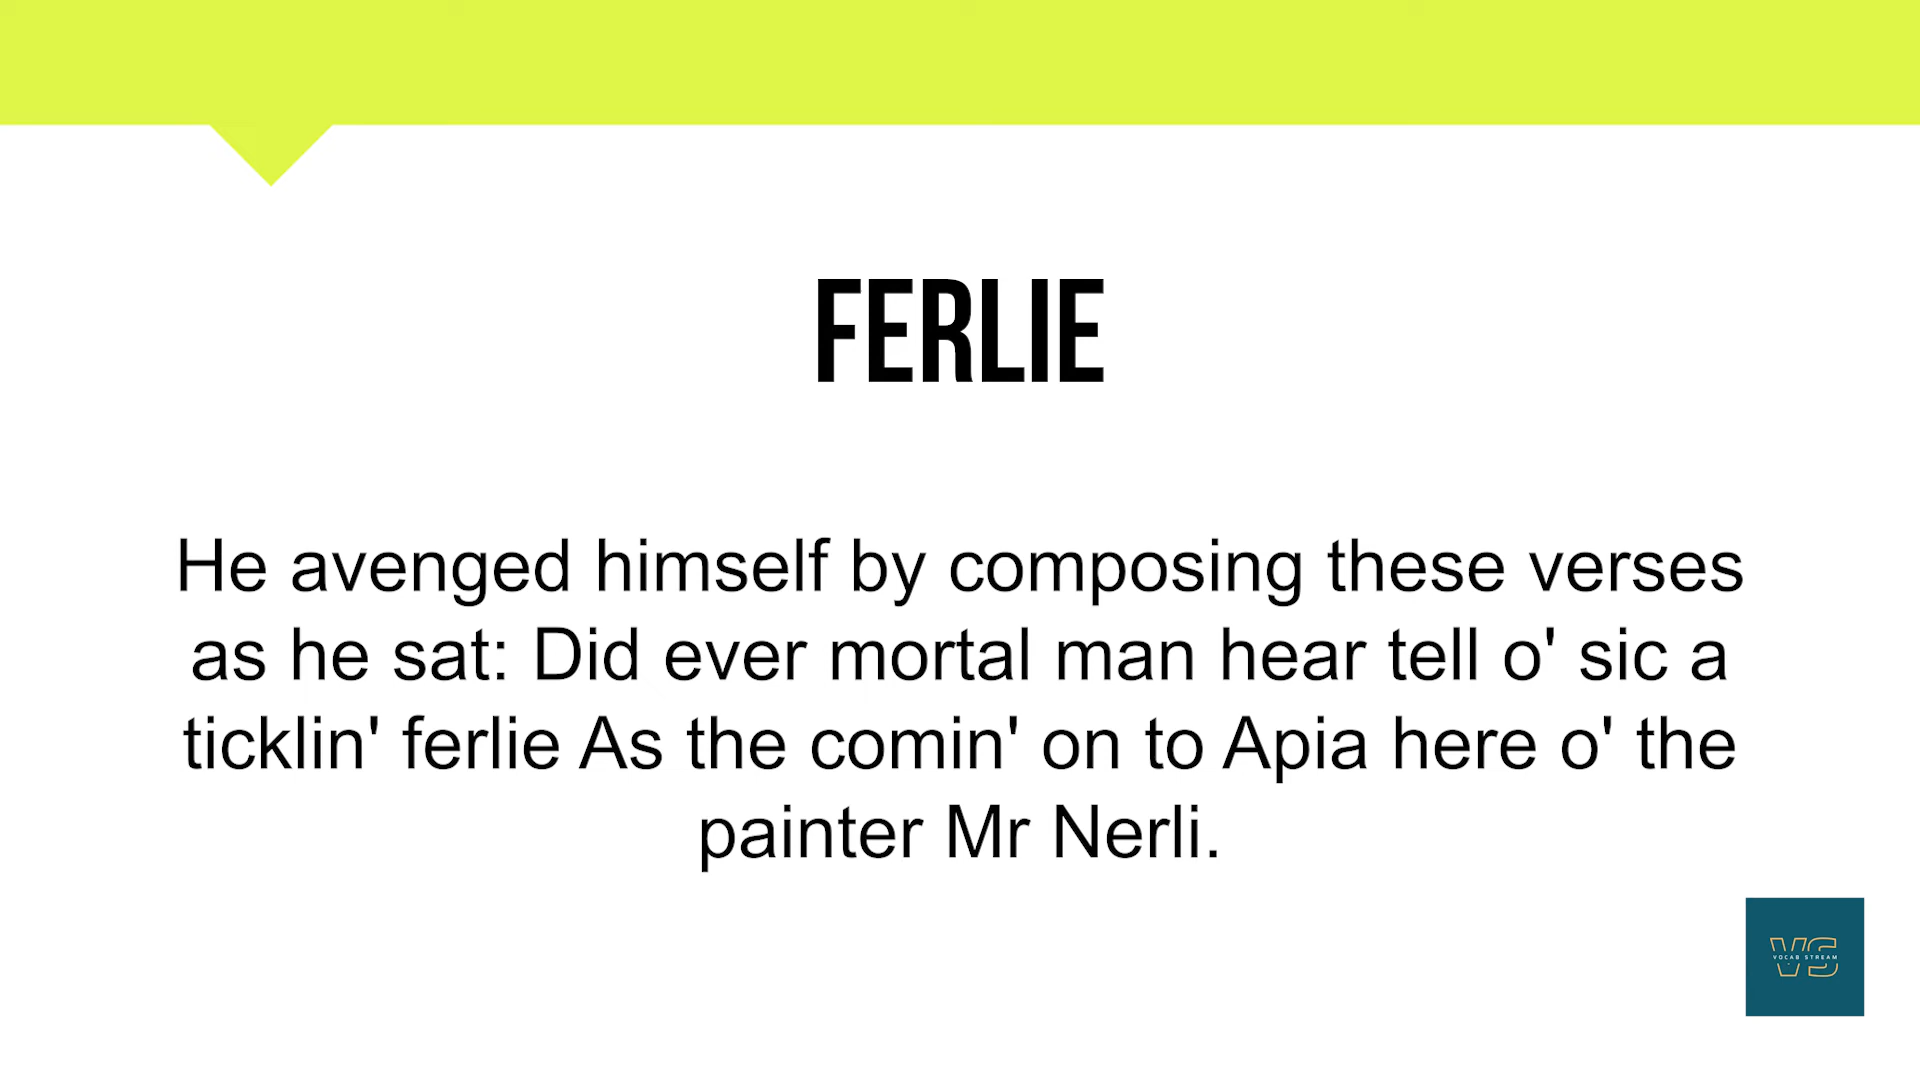 FERLIE
He avenged himself by composing these verses
as he sat: Did ever mortal man hear tell o' sic a
ticklin' ferlie As the comin' on to Apia here o' the
painter Mr Nerli.
VS
VOCAB STREAM